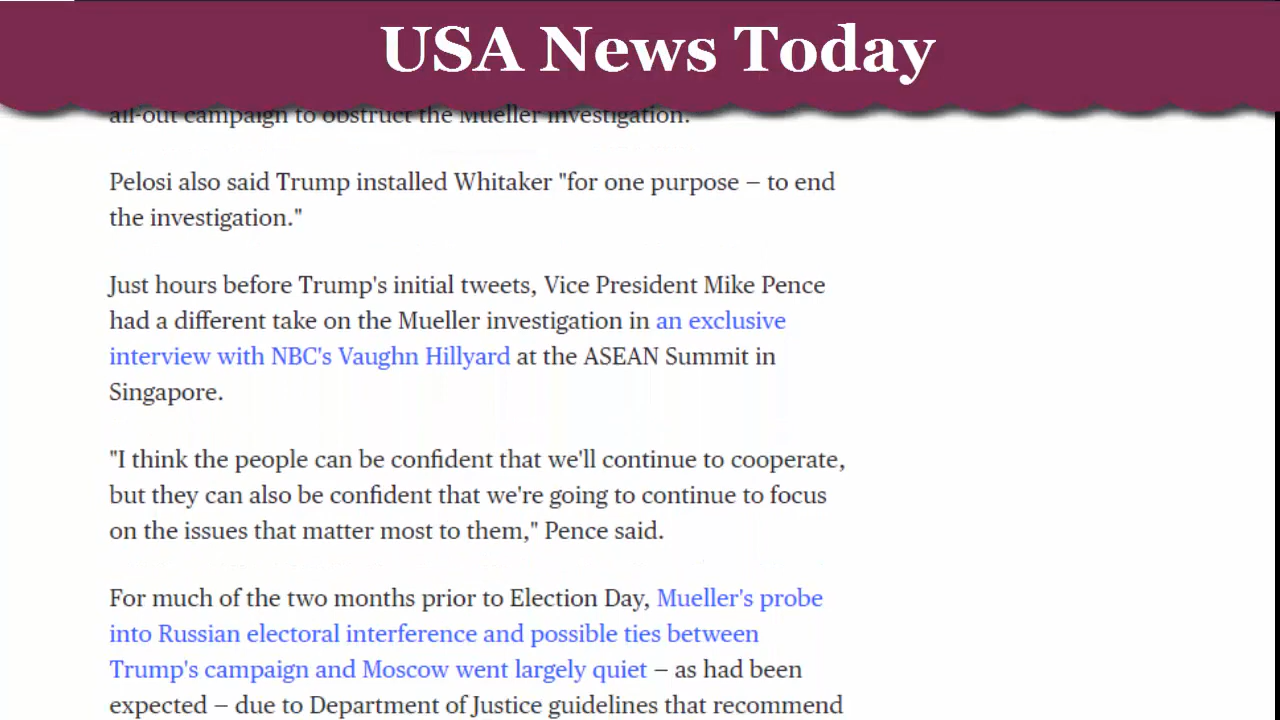 USA News Today
all-out campaign to obstruct the Mueller investigation.
Pelosi also said Trump installed Whitaker "for one purpose – to end
the investigation."
Just hours before Trump's initial tweets, Vice President Mike Pence
had a different take on the Mueller investigation in an exclusive
interview with NBC's Vaughn Hillyard at the ASEAN Summit in
Singapore.
"I think the people can be confident that we'll continue to cooperate,
but they can also be confident that we're going to continue to focus
on the issues that matter most to them," Pence said.
For much of the two months prior to Election Day, Mueller's probe
into Russian electoral interference and possible ties between
Trump's campaign and Moscow went largely quiet – as had been
expected – due to Department of Justice guidelines that recommend